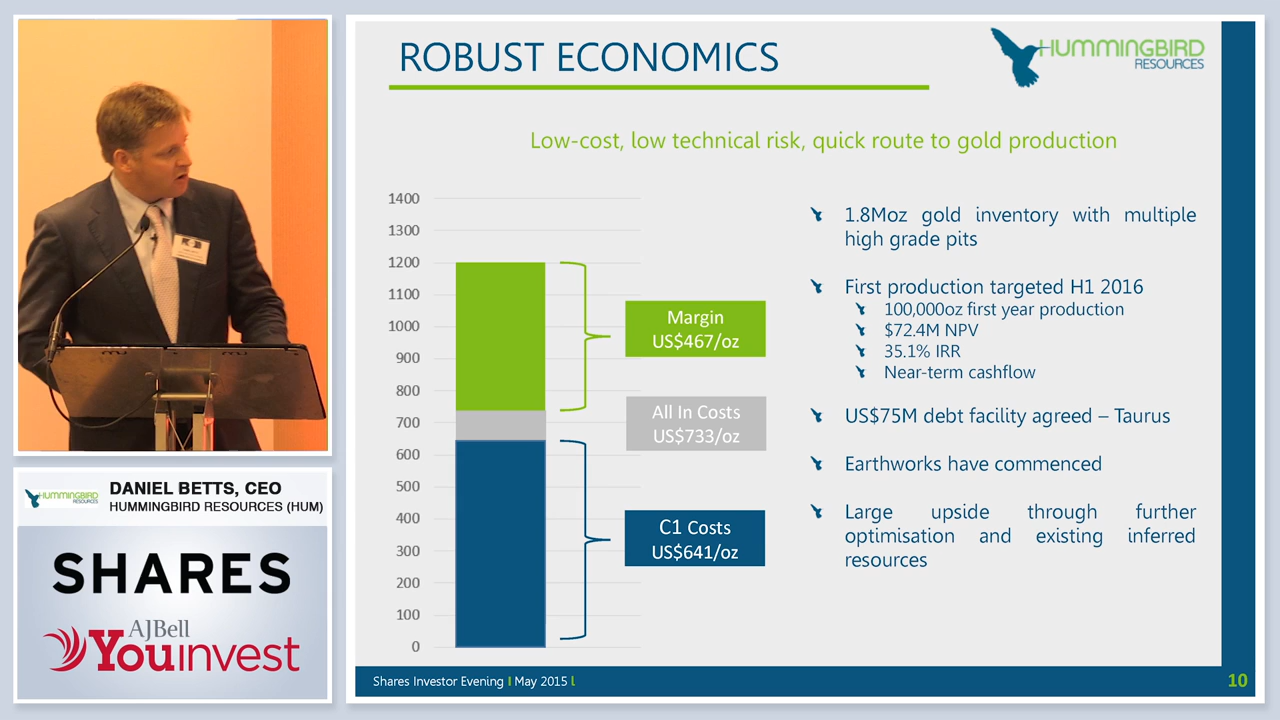 ROBUST ECONOMICS
HUMMINGBIRD
RESOURCES
Low-cost, low technical risk, quick route to gold production
1400
1300
1200
1100
1000
900
800
700
600
500
400
300
200
100
0
Margin
US$467/oz
All In Costs
US$733/oz
C1 Costs
US$641/oz
1.8Moz gold inventory with multiple
high grade pits
First production targeted H1 2016
100,000oz first year production
$72.4M NPV
35.1% IRR
Near-term cashflow
US$75M debt facility agreed – Taurus
Earthworks have commenced
Large upside through further
optimisation and existing inferred
resources
Shares Investor Evening I May 2015 l
10
HUMMINGBIRD
RESOURCES
DANIEL BETTS, CEO
HUMMINGBIRD RESOURCES (HUM)
SHARES
AJBell
Youinvest